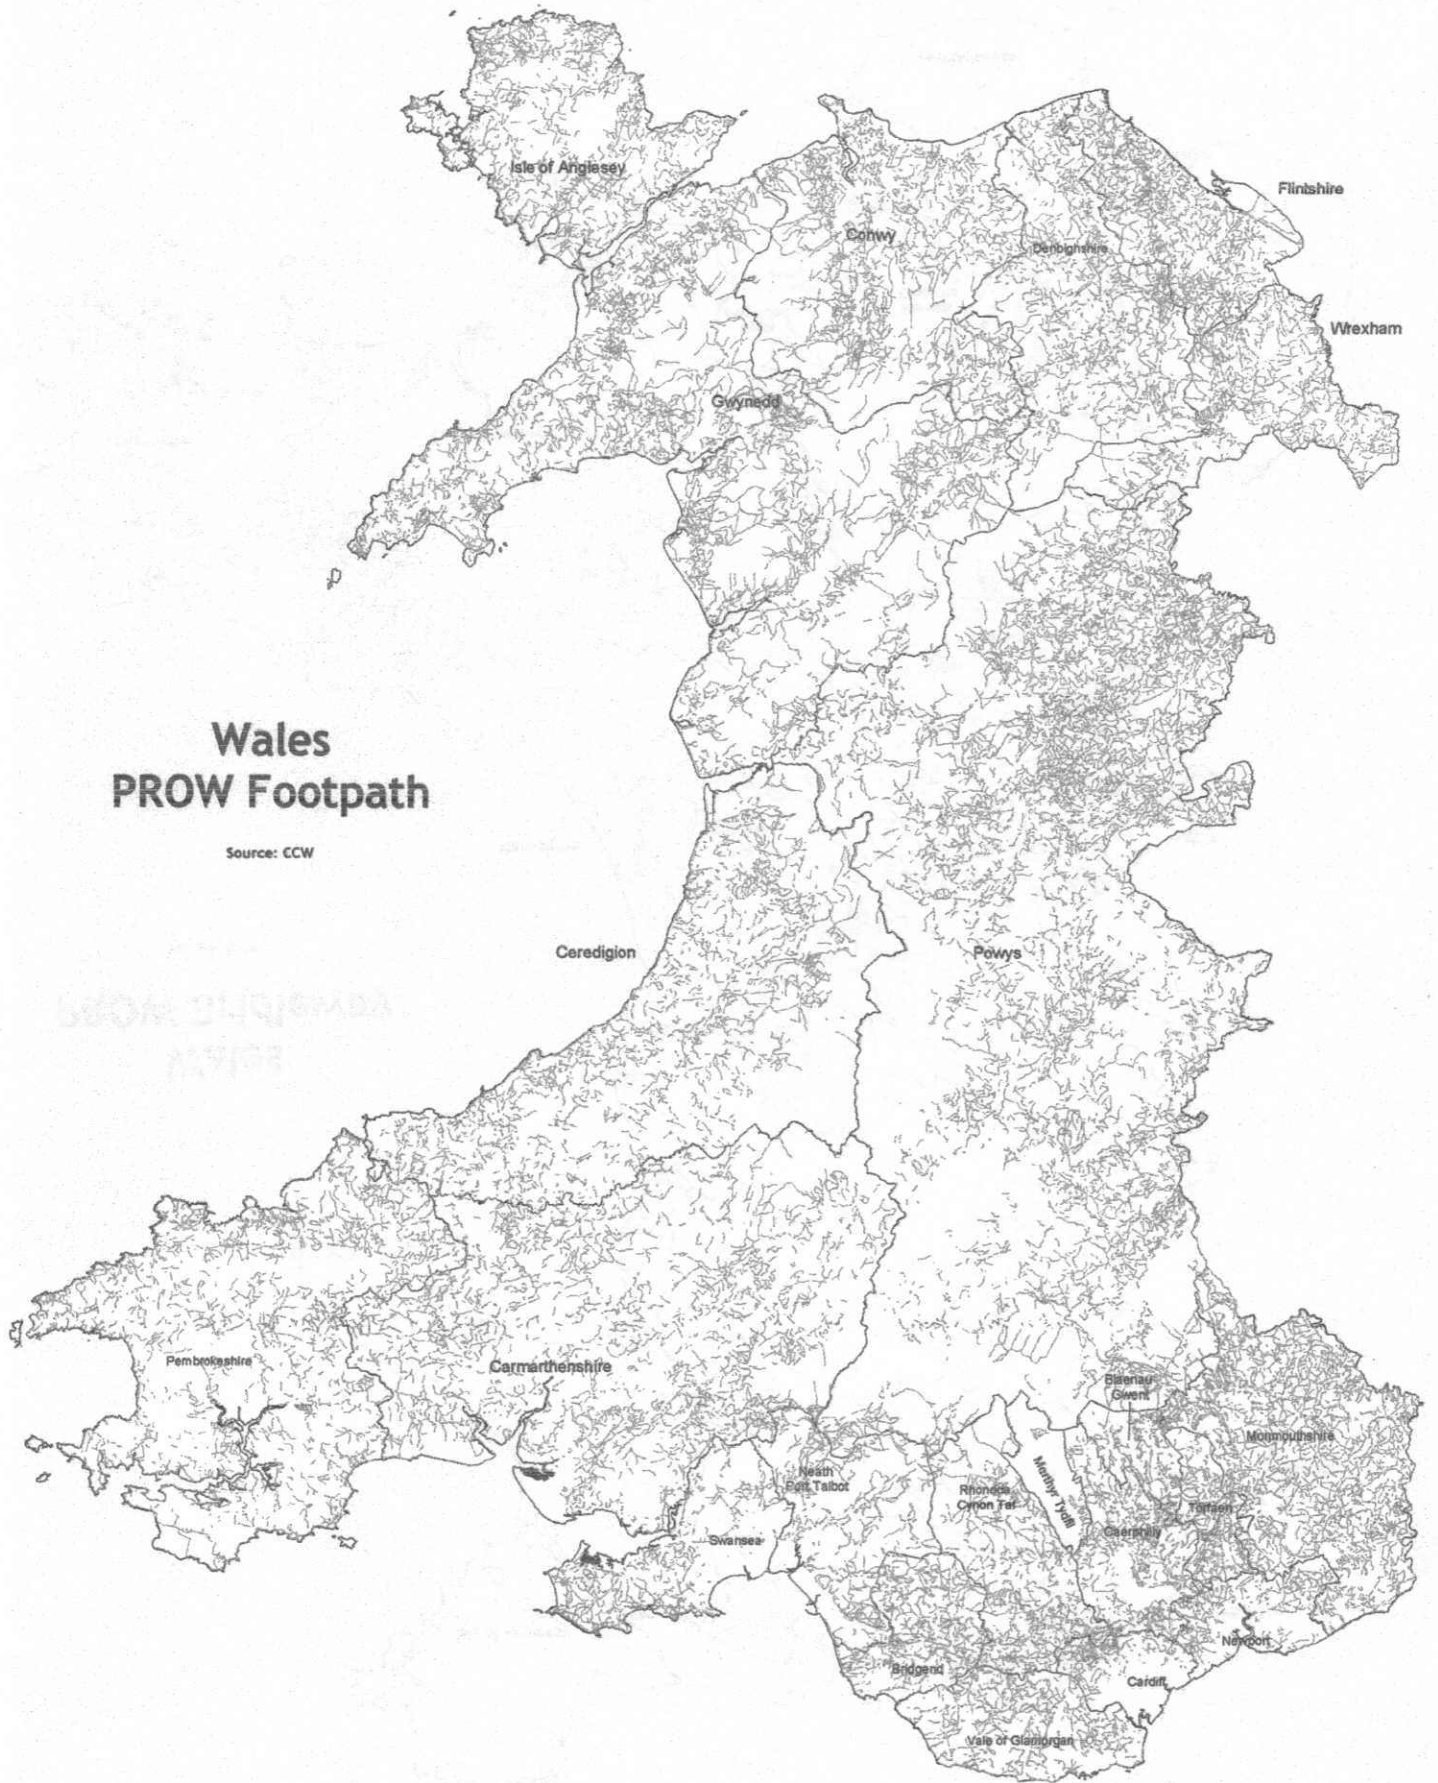 Isle of Anglesey
Flintshire
Conwy
Denbighshire
Wrexham
Gwynedd
Wales
PROW Footpath
Source: CCW
Ceredigion
Powys
Pembrokeshire
Carmarthenshire
Blaenau
Gwent
Monmouthshire
Neath
Port Talbot
Rhondda
Cynon Taf
Merthyr Tydfil
Torfaen
Caerphilly
Swansea
Newport
Bridgend
Cardiff
Vale of Glamorgan